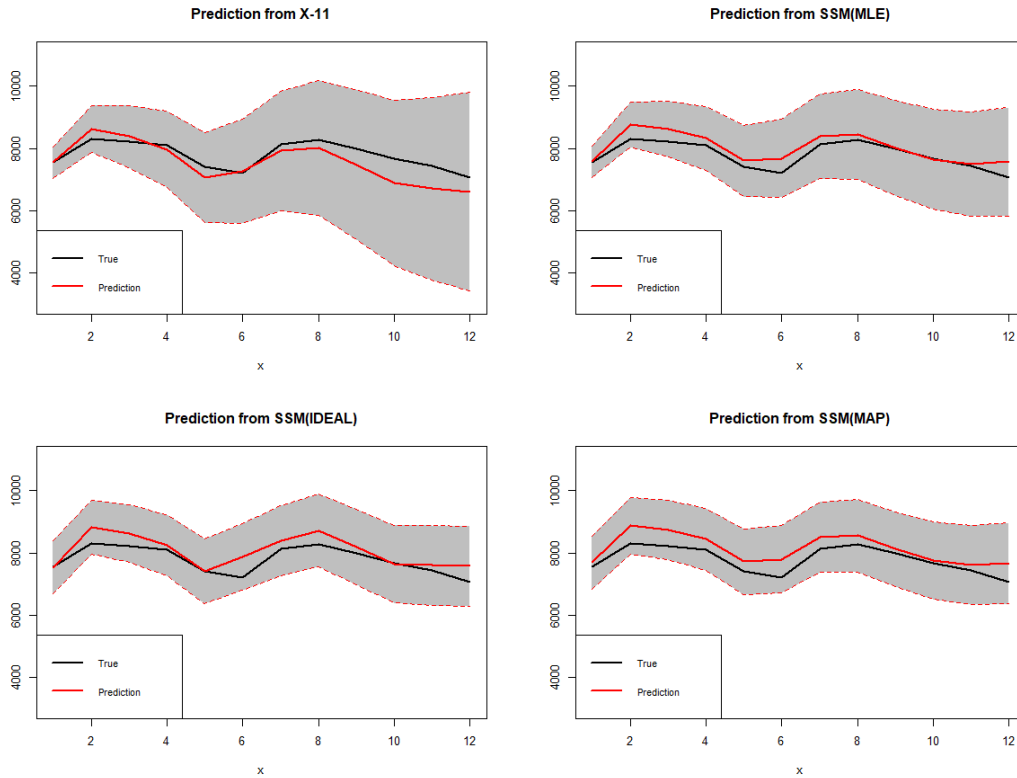 Prediction from X-11
10000
8000
6000
4000
True
Prediction
2 4 6 8 10 12
x
Prediction from SSM(MLE)
10000
8000
6000
4000
True
Prediction
2 4 6 8 10 12
x
Prediction from SSM(IDEAL)
10000
8000
6000
4000
True
Prediction
2 4 6 8 10 12
x
Prediction from SSM(MAP)
10000
8000
6000
4000
True
Prediction
2 4 6 8 10 12
x